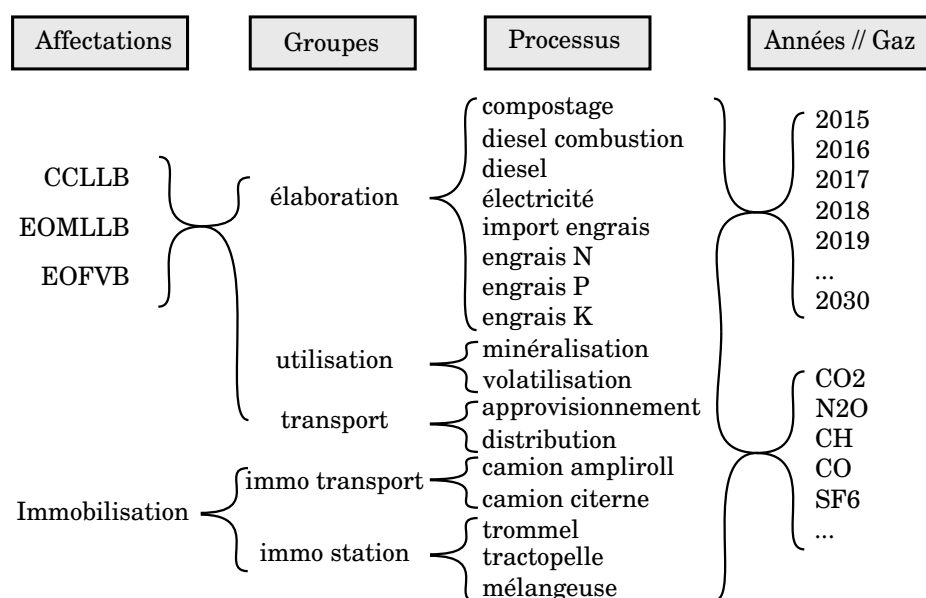 Affectations
Groupes
Processus
Années // Gaz
CCLLB
EOMLLB
EOFVB
Immobilisation
élaboration
utilisation
transport
immo transport
immo station
compostage
diesel combustion
diesel
électricité
import engrais
engrais N
engrais P
engrais K
minéralisation
volatilisation
approvisionnement
distribution
camion ampliroll
camion citerne
trommel
tractopelle
mélangeuse
2015
2016
2017
2018
2019
...
2030
CO2
N2O
CH
CO
SF6
...